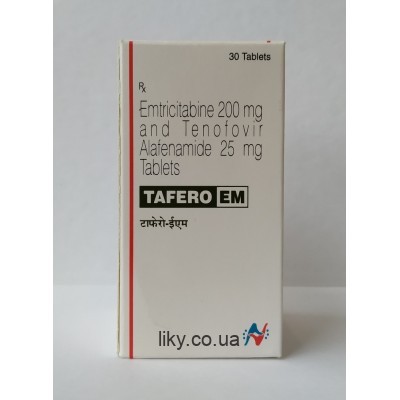 30 Tablets
Rx
Emtricitabine 200 mg
and Tenofovir
Alafenamide 25 mg
Tablets
TAFERO EM
टाफेरो-ईएम
liky.co.ua